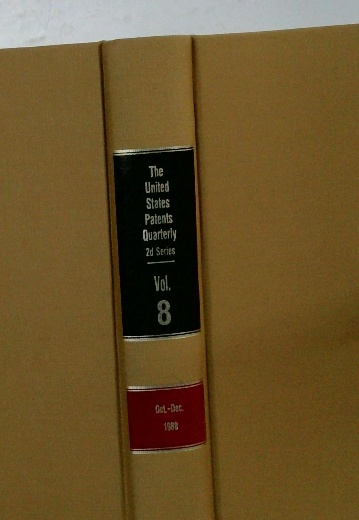 The
United
States
Patents
Quarterly
2d Series
Vol.
8
Oct.-Dec.
1988